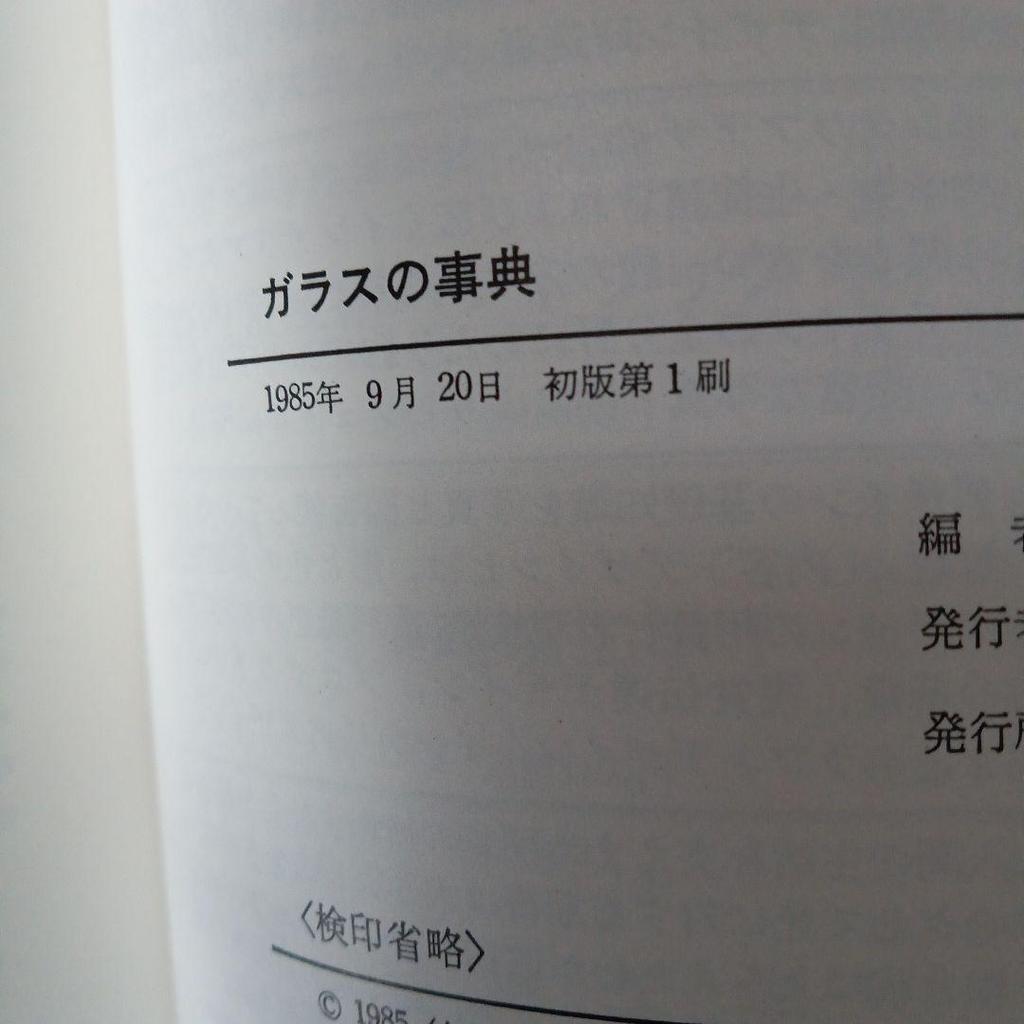 ガラスの事典
1985年 9月 20日 初版第1刷
編
発行
発行
〈検印省略〉
© 1985